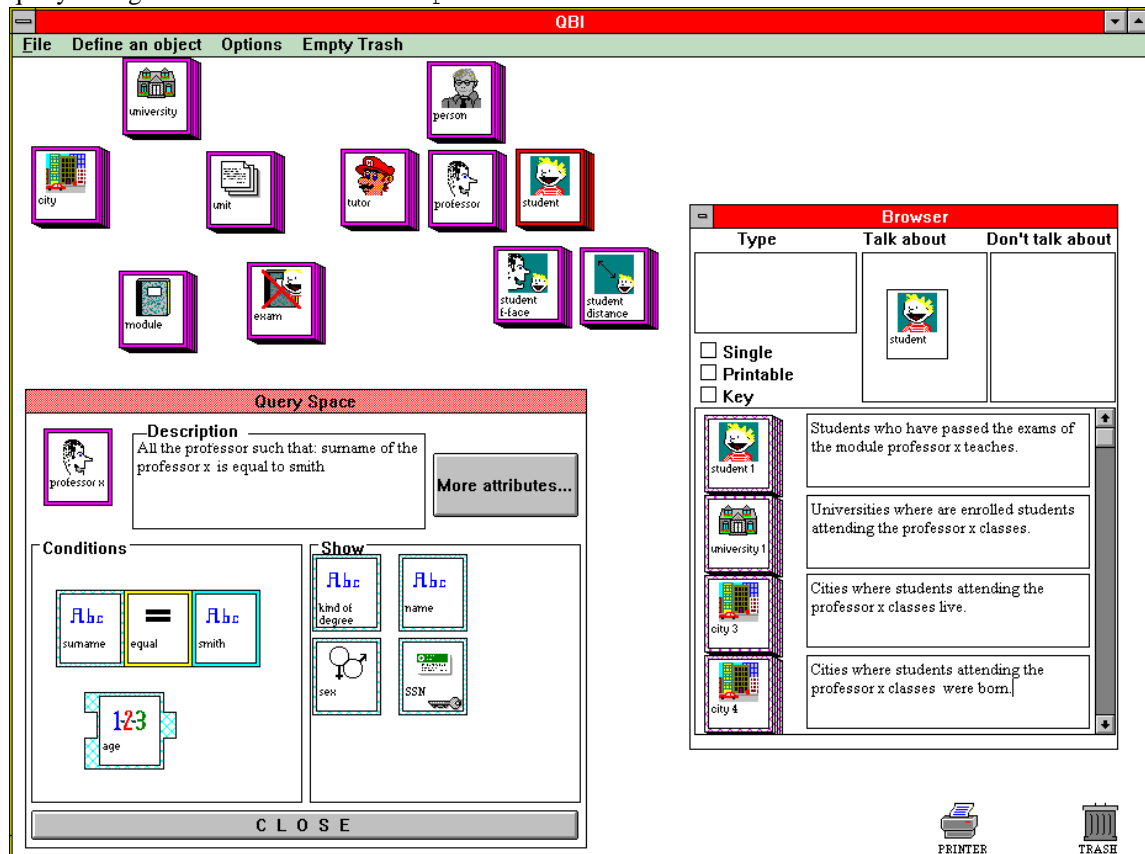 QBI
File Define an object Options Empty Trash
university
person
city
unit
tutor
professor
student
module
exam
student
f-face
student
distance
Browser
Type Talk about Don't talk about
student
Single
Printable
Key
student 1
Students who have passed the exams of
the module professor x teaches.
university 1
Universities where are enrolled students
attending the professor x classes.
city 3
Cities where students attending the
professor x classes live.
city 4
Cities where students attending the
professor x classes were born.
Query Space
professor x
Description
All the professor such that: surname of the
professor x is equal to smith
More attributes...
Conditions
Abc
surname
=
equal
Abc
smith
1-2-3
age
Show
Abc
kind of
degree
Abc
name
sex
SSN
CLOSE
PRINTER
TRASH